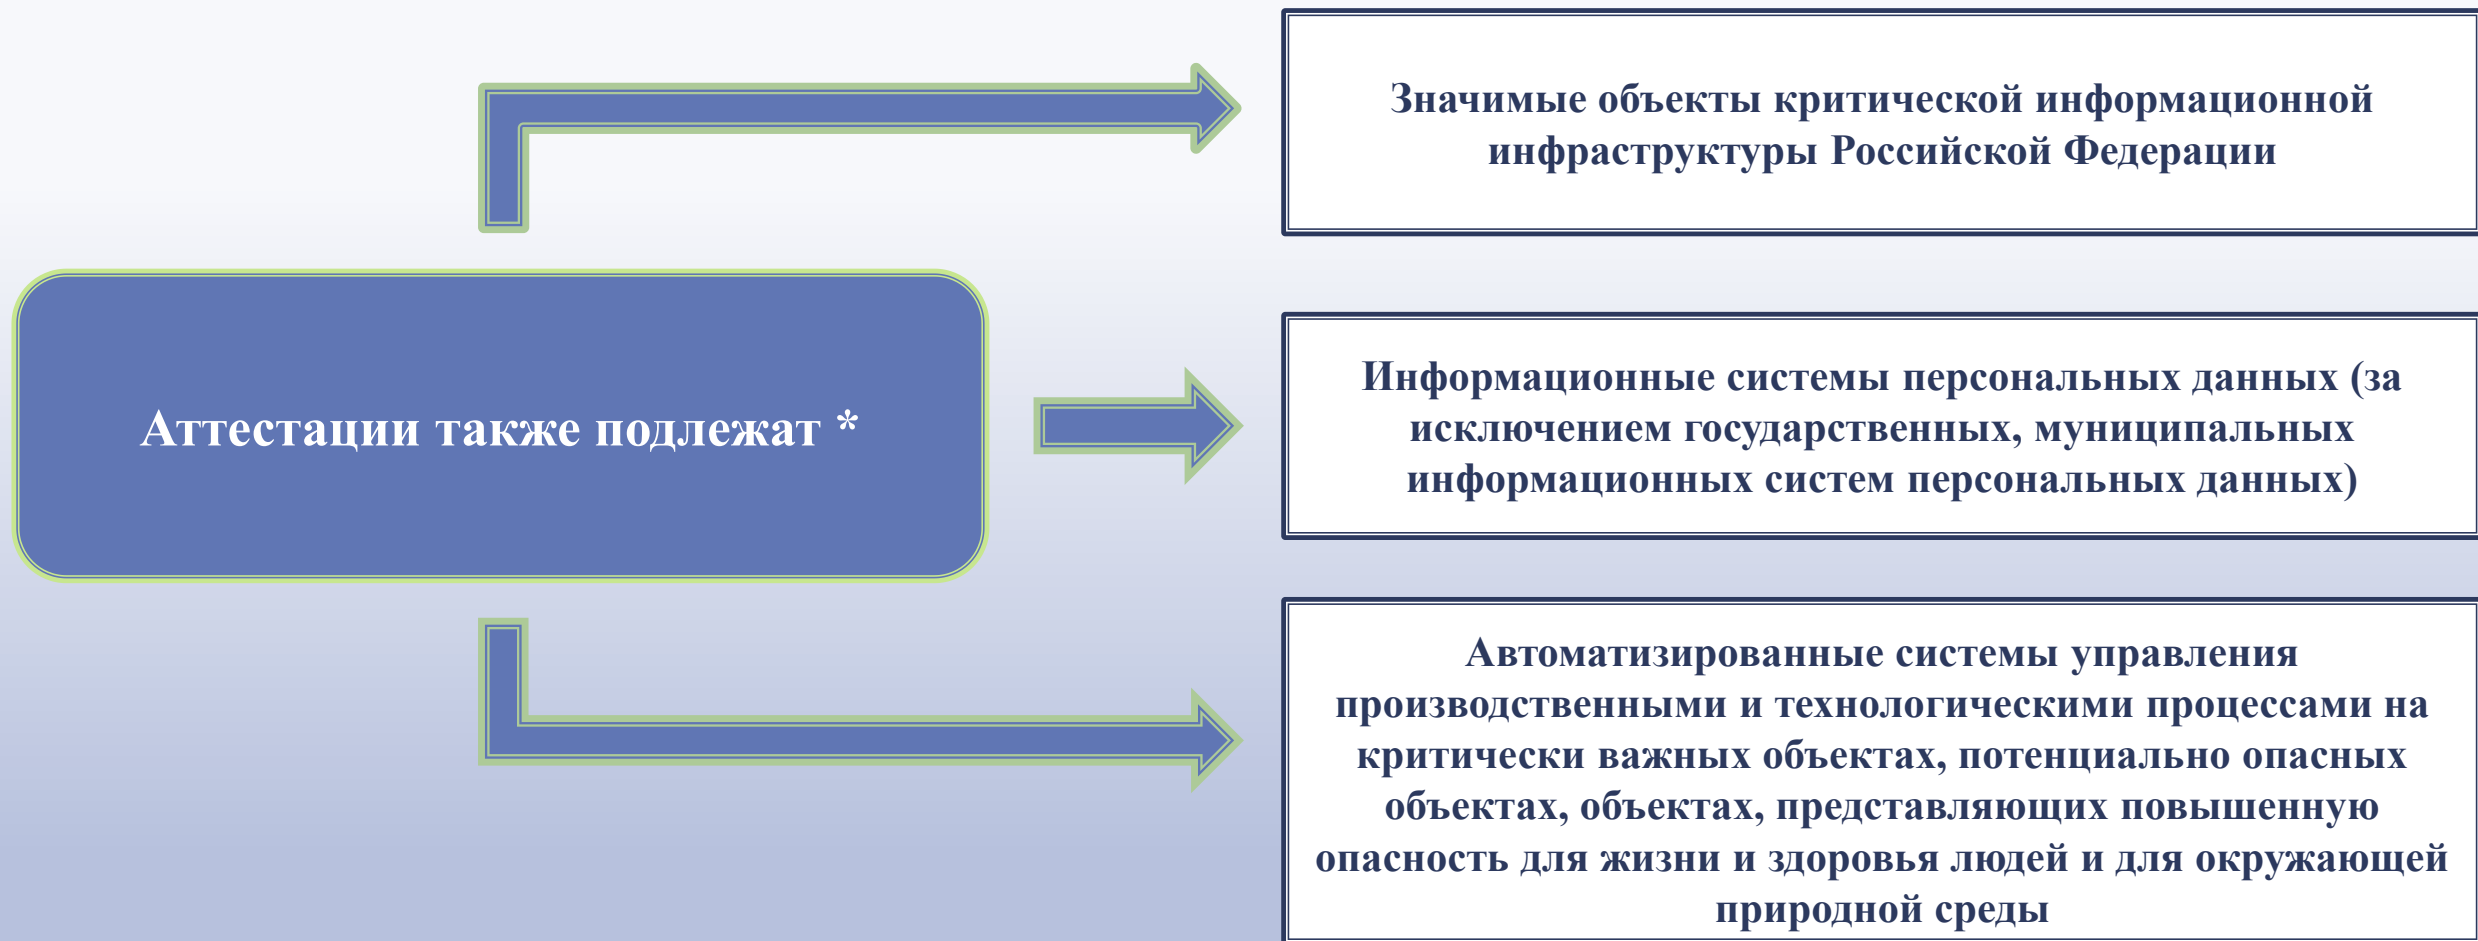 Значимые объекты критической информационной
инфраструктуры Российской Федерации
Аттестации также подлежат *
Информационные системы персональных данных (за
исключением государственных, муниципальных
информационных систем персональных данных)
Автоматизированные системы управления
производственными и технологическими процессами на
критически важных объектах, потенциально опасных
объектах, объектах, представляющих повышенную
опасность для жизни и здоровья людей и для окружающей
природной среды